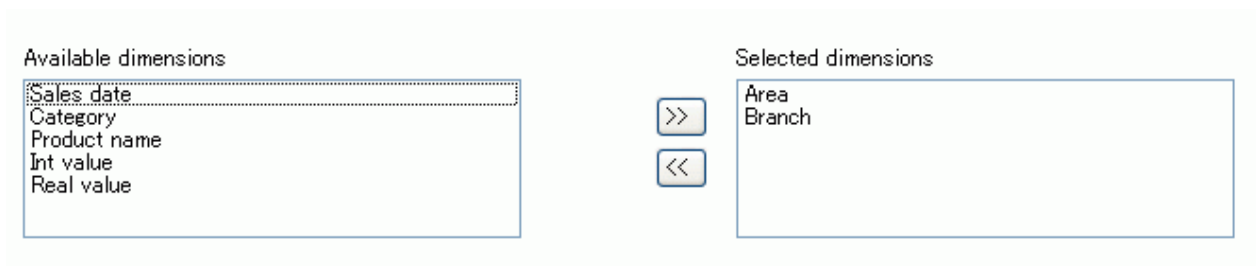 Available dimensions
Sales date
Category
Product name
Int value
Real value
>>
<<
Selected dimensions
Area
Branch